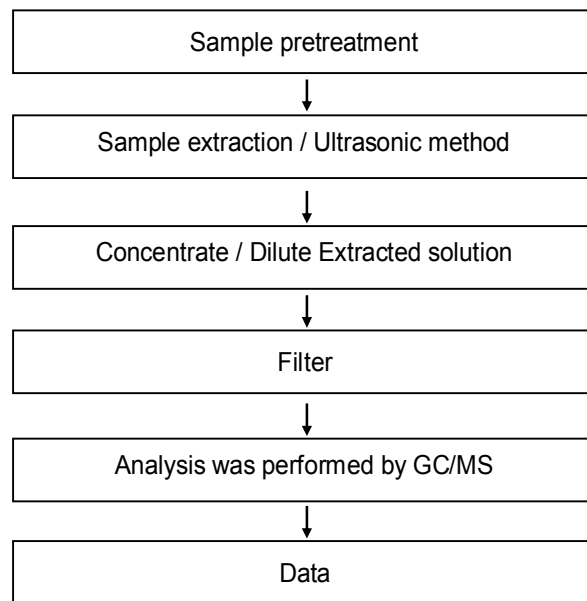 Sample pretreatment
Sample extraction / Ultrasonic method
Concentrate / Dilute Extracted solution
Filter
Analysis was performed by GC/MS
Data